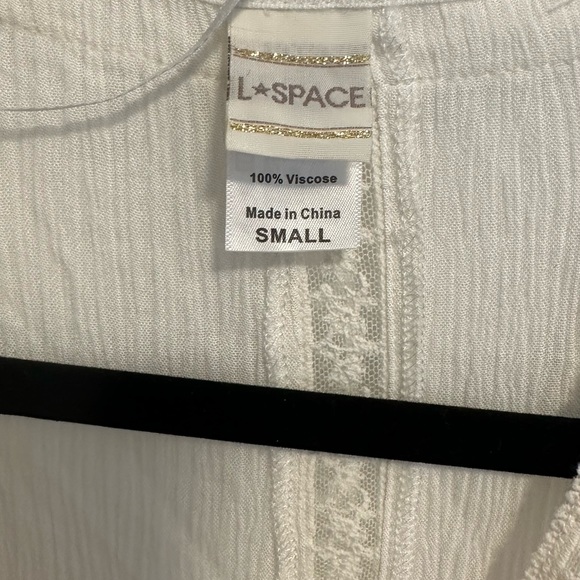 L★SPACE
100% Viscose
Made in China
SMALL